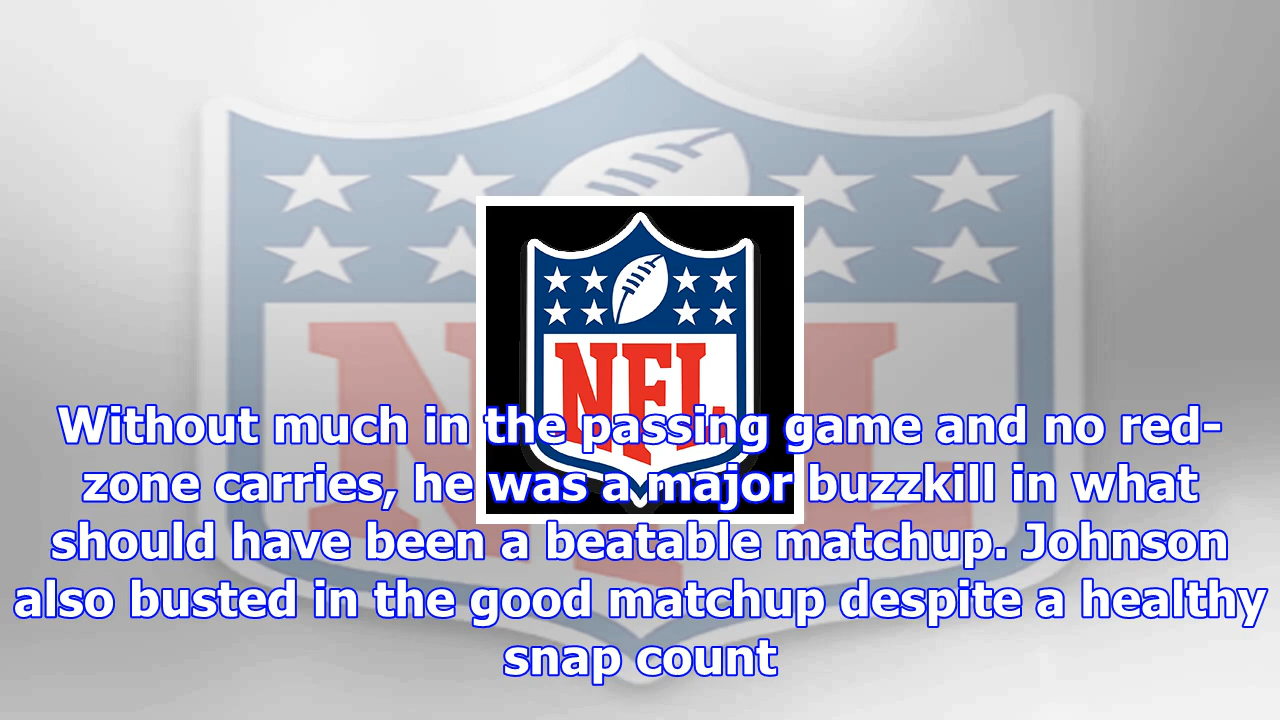 NFL
Without much in the passing game and no red-
zone carries, he was a major buzzkill in what
should have been a beatable matchup. Johnson
also busted in the good matchup despite a healthy
snap count